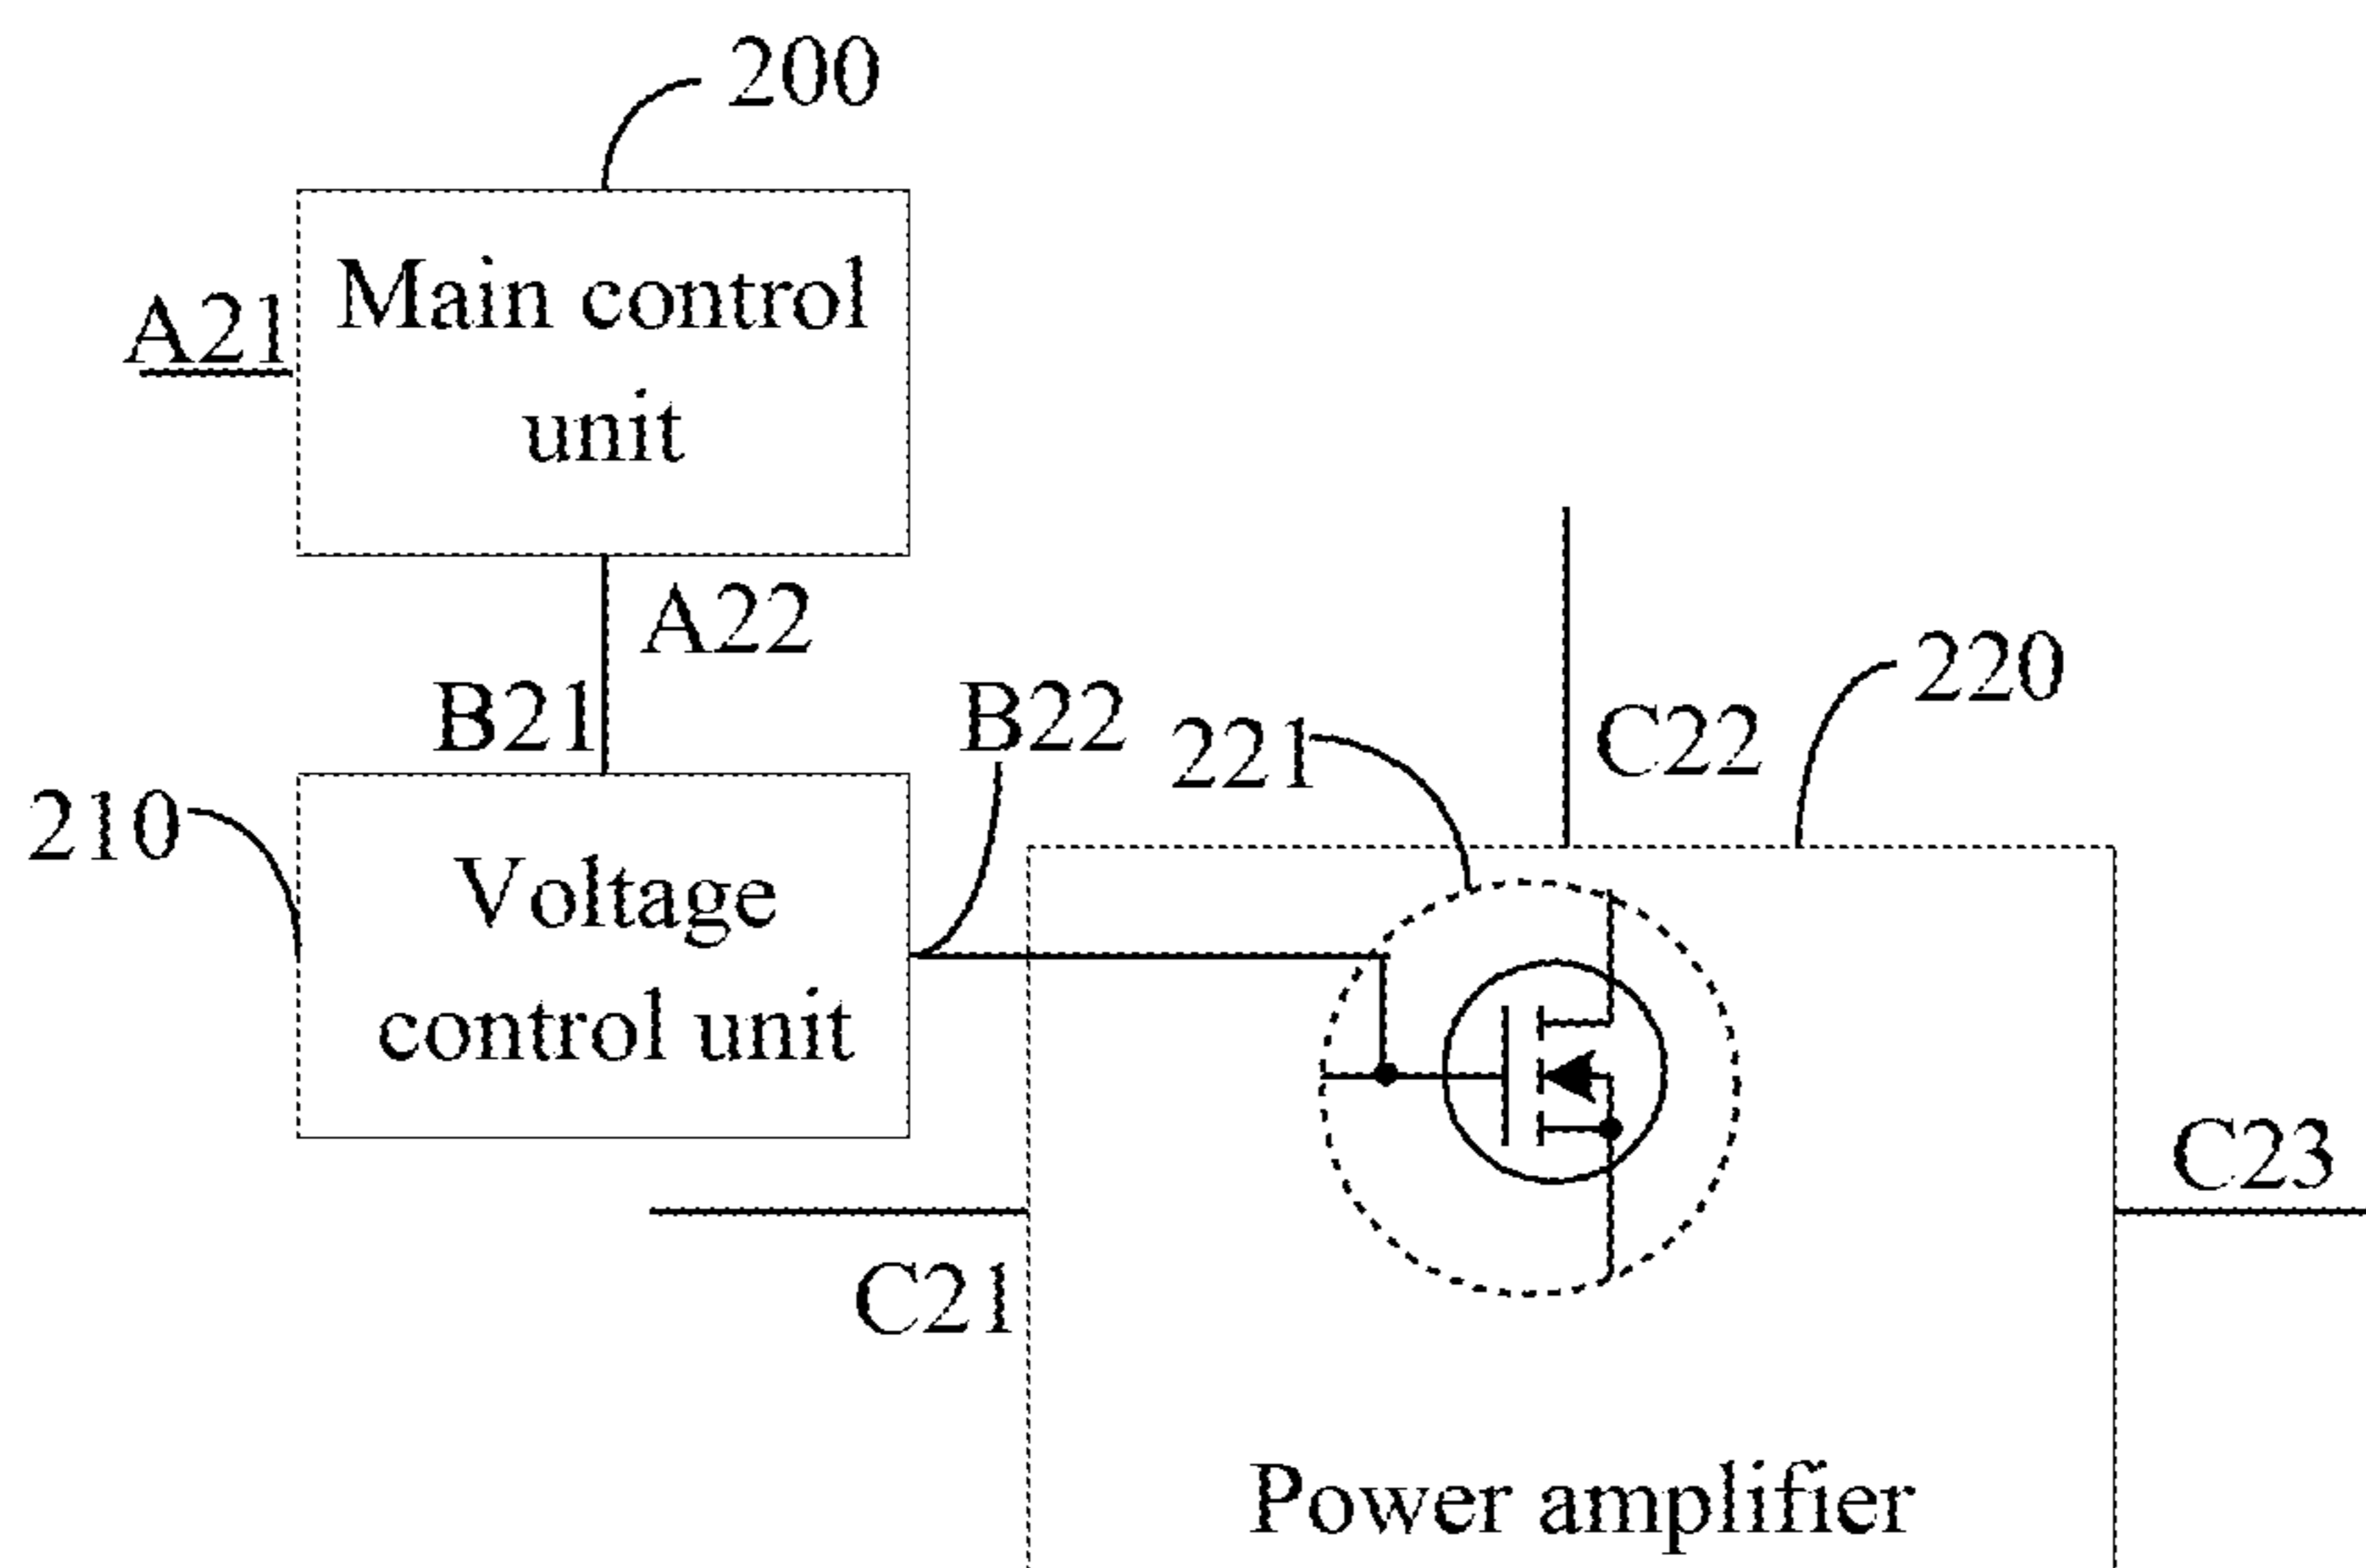 200
Main control
unit
A21
A22
B21
B22
221
C22
220
210
Voltage
control unit
C23
C21
Power amplifier